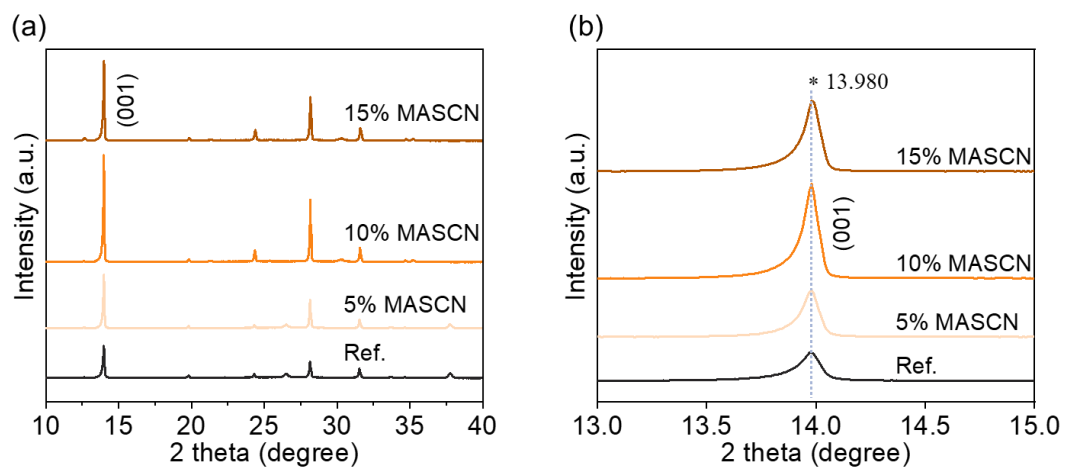 (a)
Intensity (a.u.)
(001)
15% MASCN
10% MASCN
5% MASCN
Ref.
10 15 20 25 30 35 40
2 theta (degree)
(b)
Intensity (a.u.)
* 13.980
15% MASCN
(001)
10% MASCN
5% MASCN
Ref.
13.0 13.5 14.0 14.5 15.0
2 theta (degree)